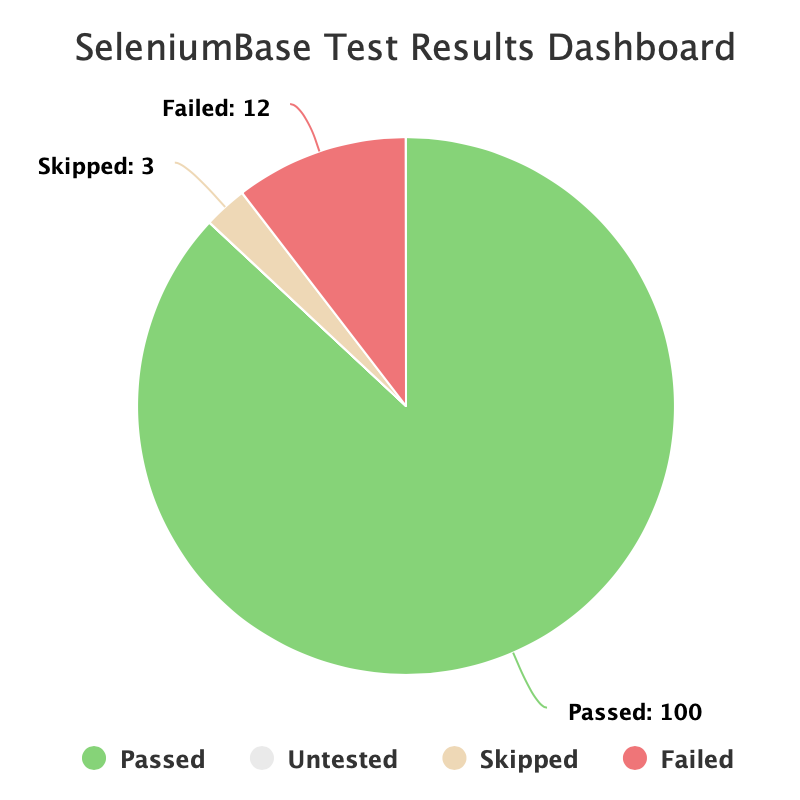 SeleniumBase Test Results Dashboard
Failed: 12
Skipped: 3
Passed: 100
Passed Untested Skipped Failed